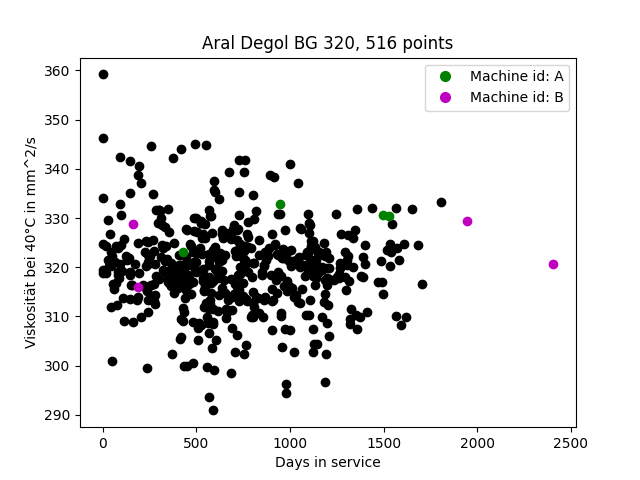 Aral Degol BG 320, 516 points
Machine id: A
Machine id: B
360
350
340
330
320
310
300
290
Viskosität bei 40°C in mm^2/s
0 500 1000 1500 2000 2500
Days in service